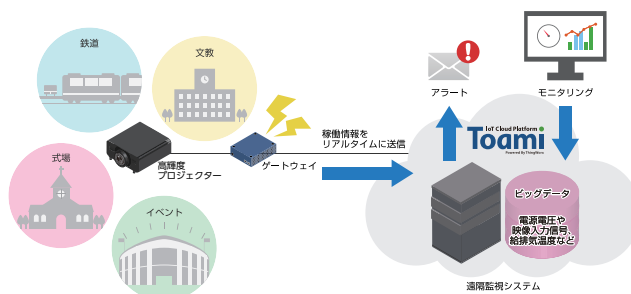 鉄道
文教
式場
イベント
高輝度
プロジェクター
ゲートウェイ
稼働情報を
リアルタイムに送信
アラート
モニタリング
IoT Cloud Platform
Toami
Powered By ThingWorx
ビッグデータ
電源電圧や
映像入力信号、
給排気温度など
遠隔監視システム